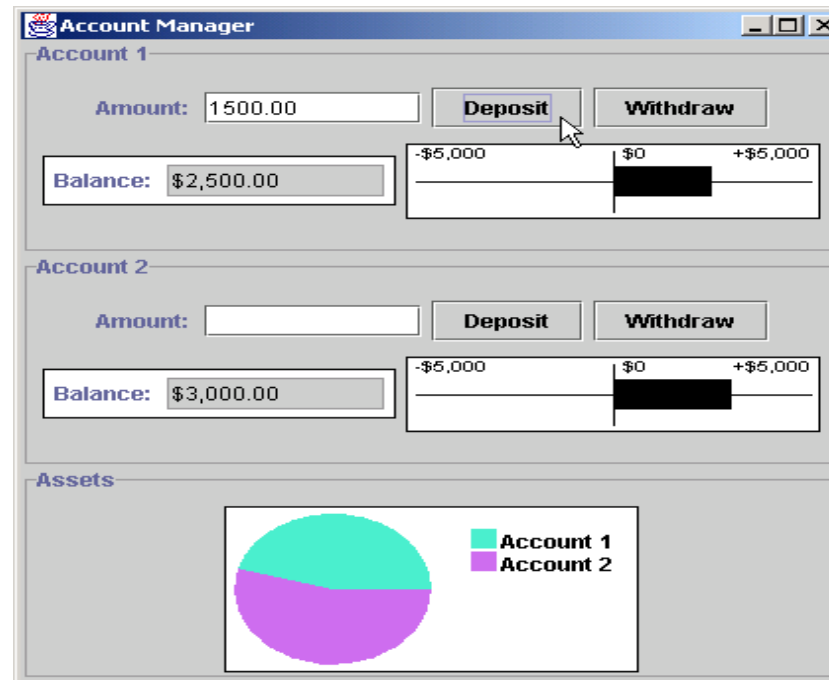 Account Manager
Account 1
Amount: 1500.00 Deposit Withdraw
-$5,000 $0 +$5,000
Balance: $2,500.00
Account 2
Amount: Deposit Withdraw
-$5,000 $0 +$5,000
Balance: $3,000.00
Assets
Account 1
Account 2